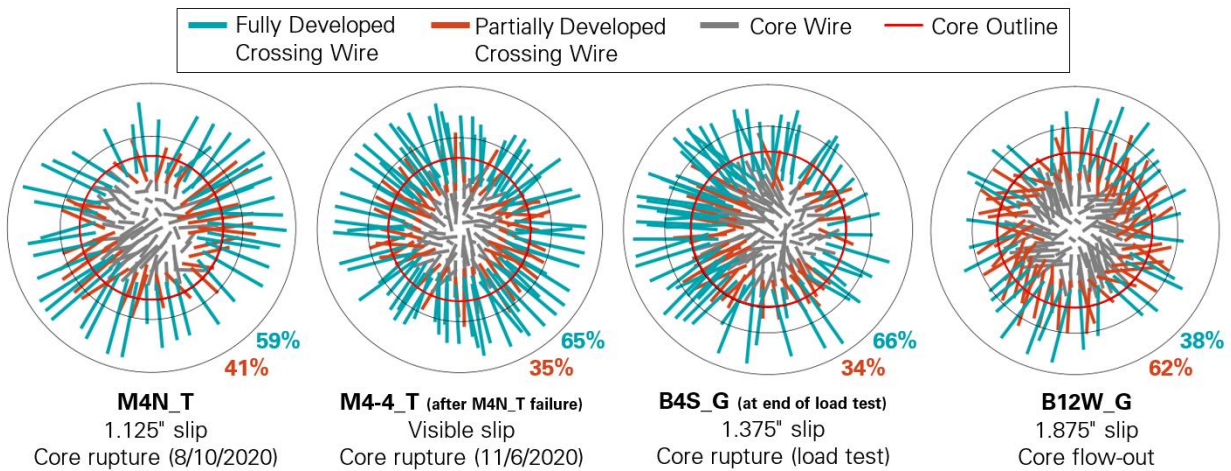 Fully Developed Crossing Wire
Partially Developed Crossing Wire
Core Wire
Core Outline
59%
41%
M4N_T
1.125" slip
Core rupture (8/10/2020)
65%
35%
M4-4_T (after M4N_T failure)
Visible slip
Core rupture (11/6/2020)
66%
34%
B4S_G (at end of load test)
1.375" slip
Core rupture (load test)
38%
62%
B12W_G
1.875" slip
Core flow-out